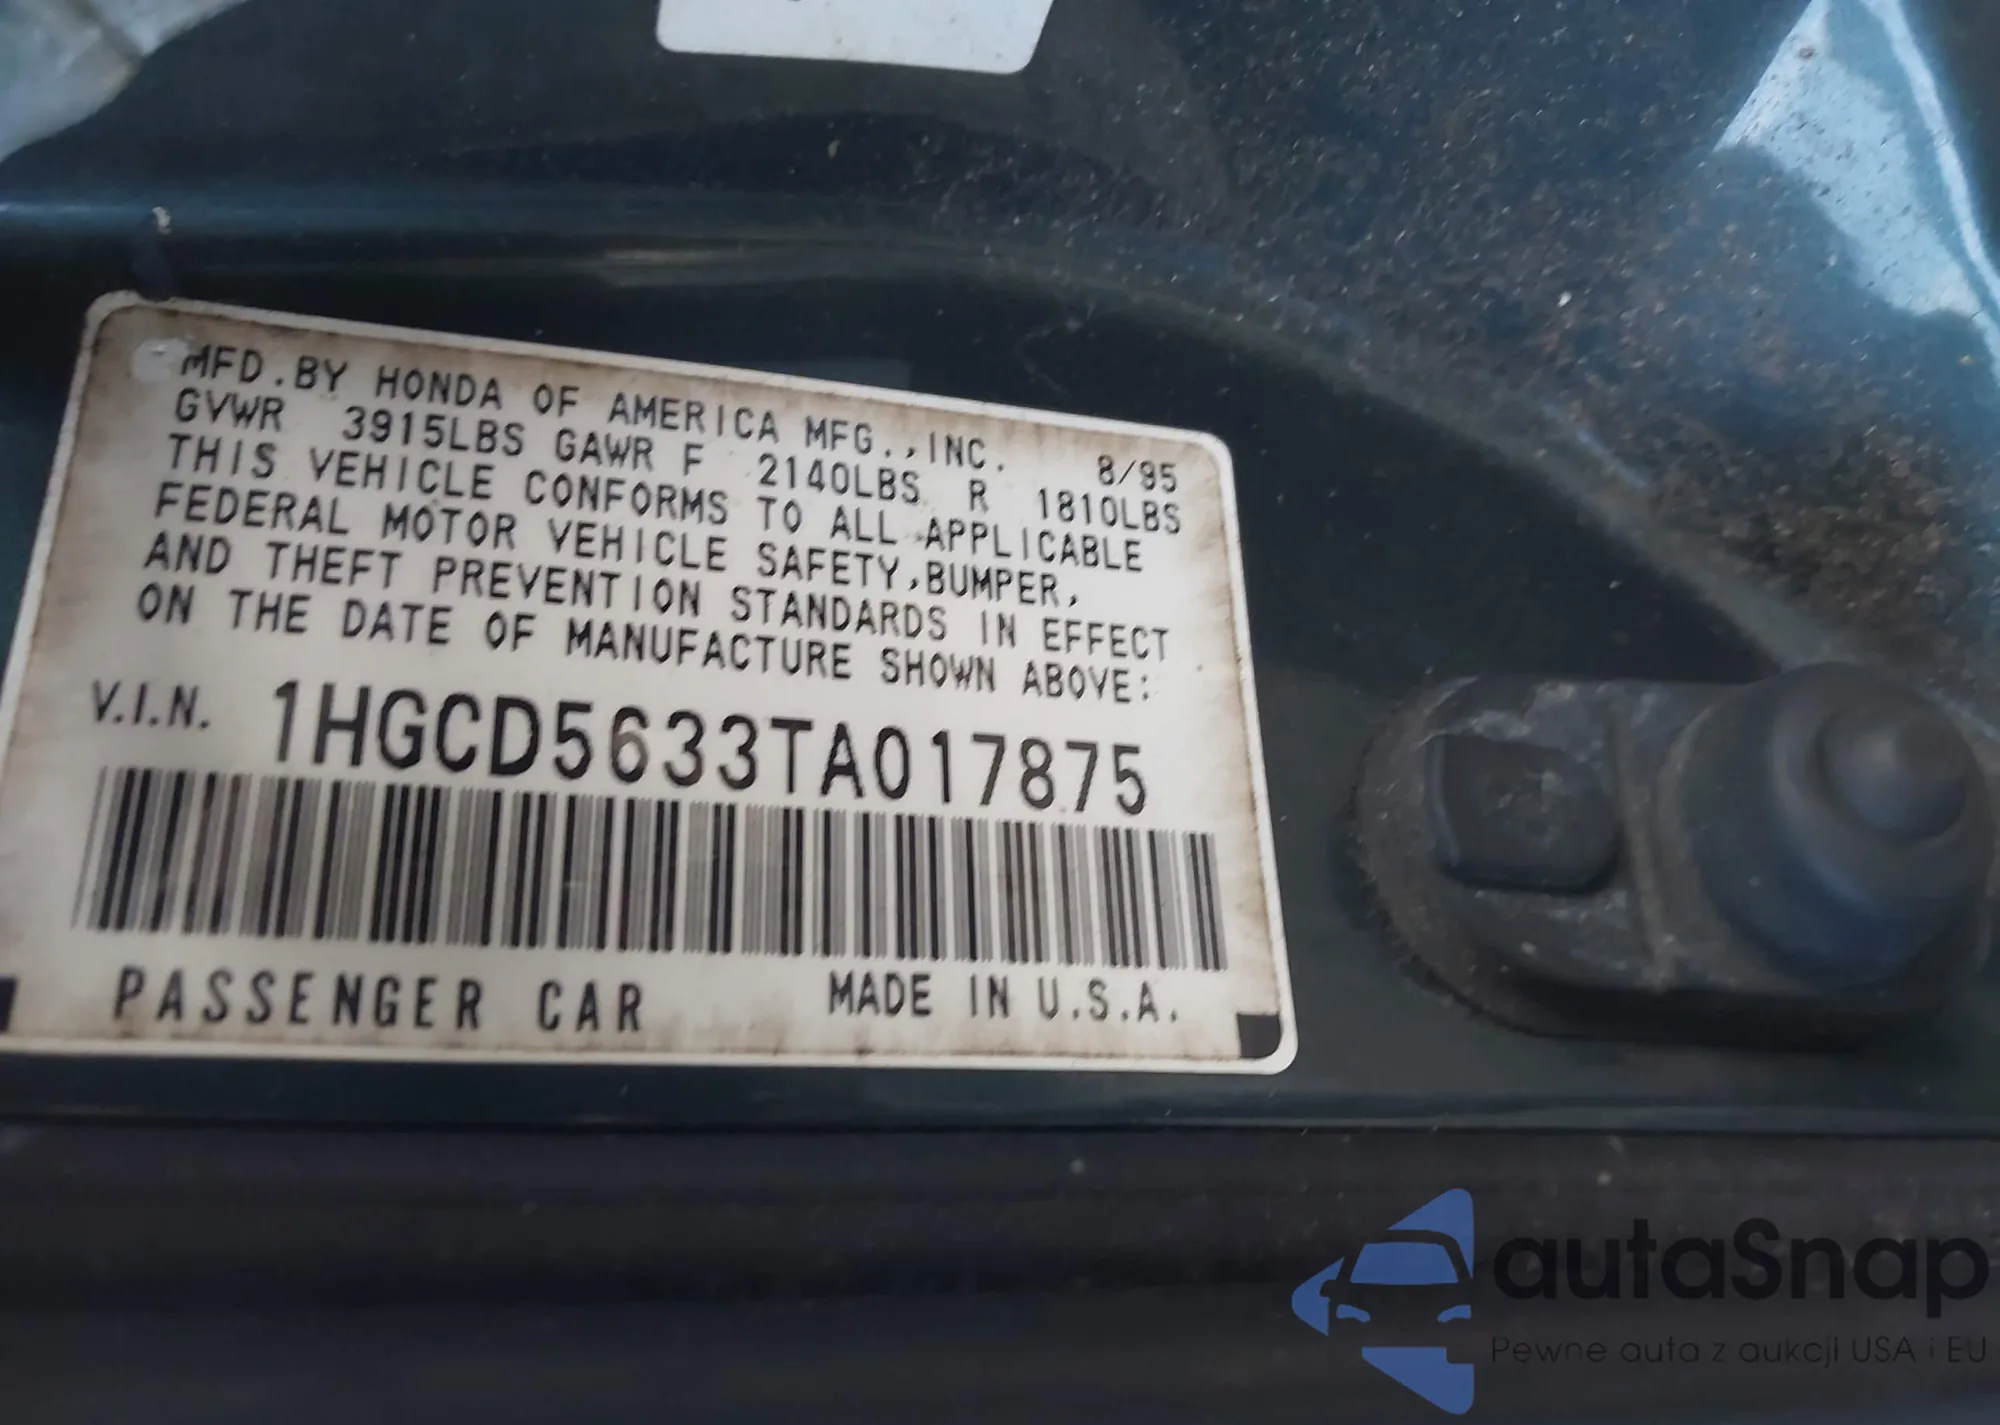 MFD.BY HONDA OF AMERICA MFG.,INC. 8/95
GVWR 3915LBS GAWR F 2140LBS R 1810LBS
THIS VEHICLE CONFORMS TO ALL APPLICABLE
FEDERAL MOTOR VEHICLE SAFETY,BUMPER,
AND THEFT PREVENTION STANDARDS IN EFFECT
ON THE DATE OF MANUFACTURE SHOWN ABOVE:
V.I.N. 1HGCD5633TA017875
PASSENGER CAR MADE IN U.S.A.
autaSnap
Pewne auta z aukcji USA i EU